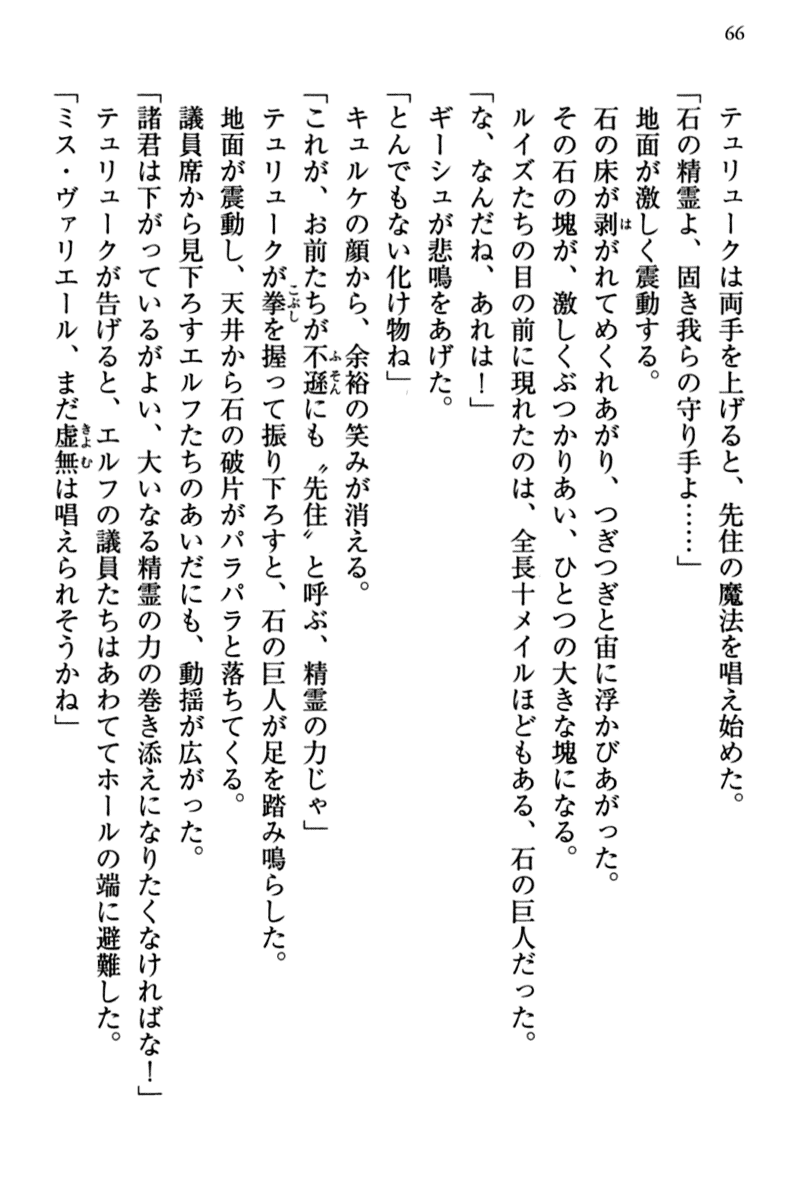 66
テュリュークは両手を上げると、先住の魔法を唱え始めた。
「石の精霊よ、固き我らの守り手よ……」
地面が激しく震動する。
石の床が剥がれてめくれあがり、つぎつぎと宙に浮かびあがった。
その石の塊が、激しくぶつかりあい、ひとつの大きな塊になる。
ルイズたちの目の前に現れたのは、全長十メイルほどもある、石の巨人だった。
「な、なんだね、あれは！」
ギーシュが悲鳴をあげた。
「とんでもない化け物ね」
キュルケの顔から、余裕の笑みが消える。
「これが、お前たちが不遜にも〝先住〟と呼ぶ、精霊の力じゃ」
テュリュークが拳を握って振り下ろすと、石の巨人が足を踏み鳴らした。
地面が震動し、天井から石の破片がパラパラと落ちてくる。
議員席から見下ろすエルフたちのあいだにも、動揺が広がった。
「諸君は下がっているがよい、大いなる精霊の力の巻き添えになりたくなければな！」
テュリュークが告げると、エルフの議員たちはあわててホールの端に避難した。
「ミス・ヴァリエール、まだ虚無は唱えられそうかね」